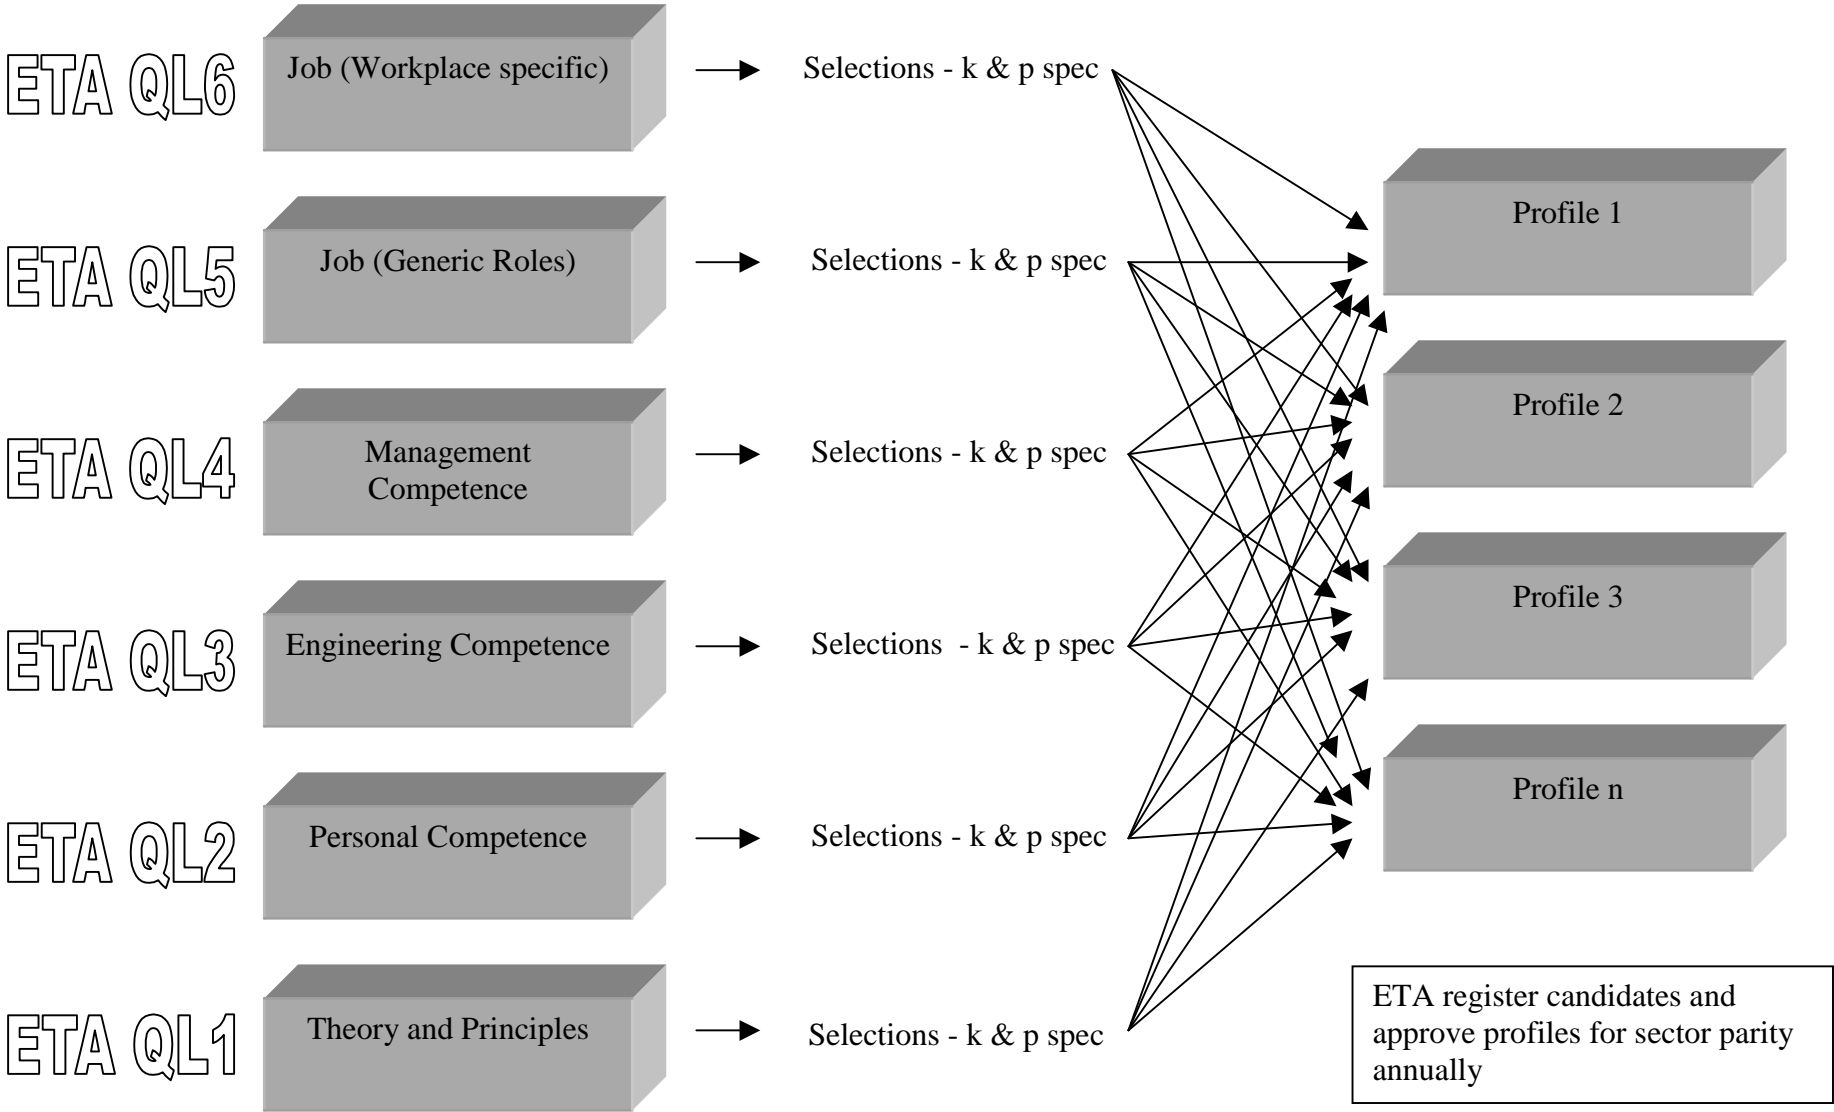 ETA QL6
Job (Workplace specific)
Selections - k & p spec
Profile 1
ETA QL5
Job (Generic Roles)
Selections - k & p spec
Profile 2
ETA QL4
Management
Competence
Selections - k & p spec
Profile 3
ETA QL3
Engineering Competence
Selections  - k & p spec
Profile n
ETA QL2
Personal Competence
Selections - k & p spec
ETA QL1
Theory and Principles
Selections - k & p spec
ETA register candidates and
approve profiles for sector parity
annually